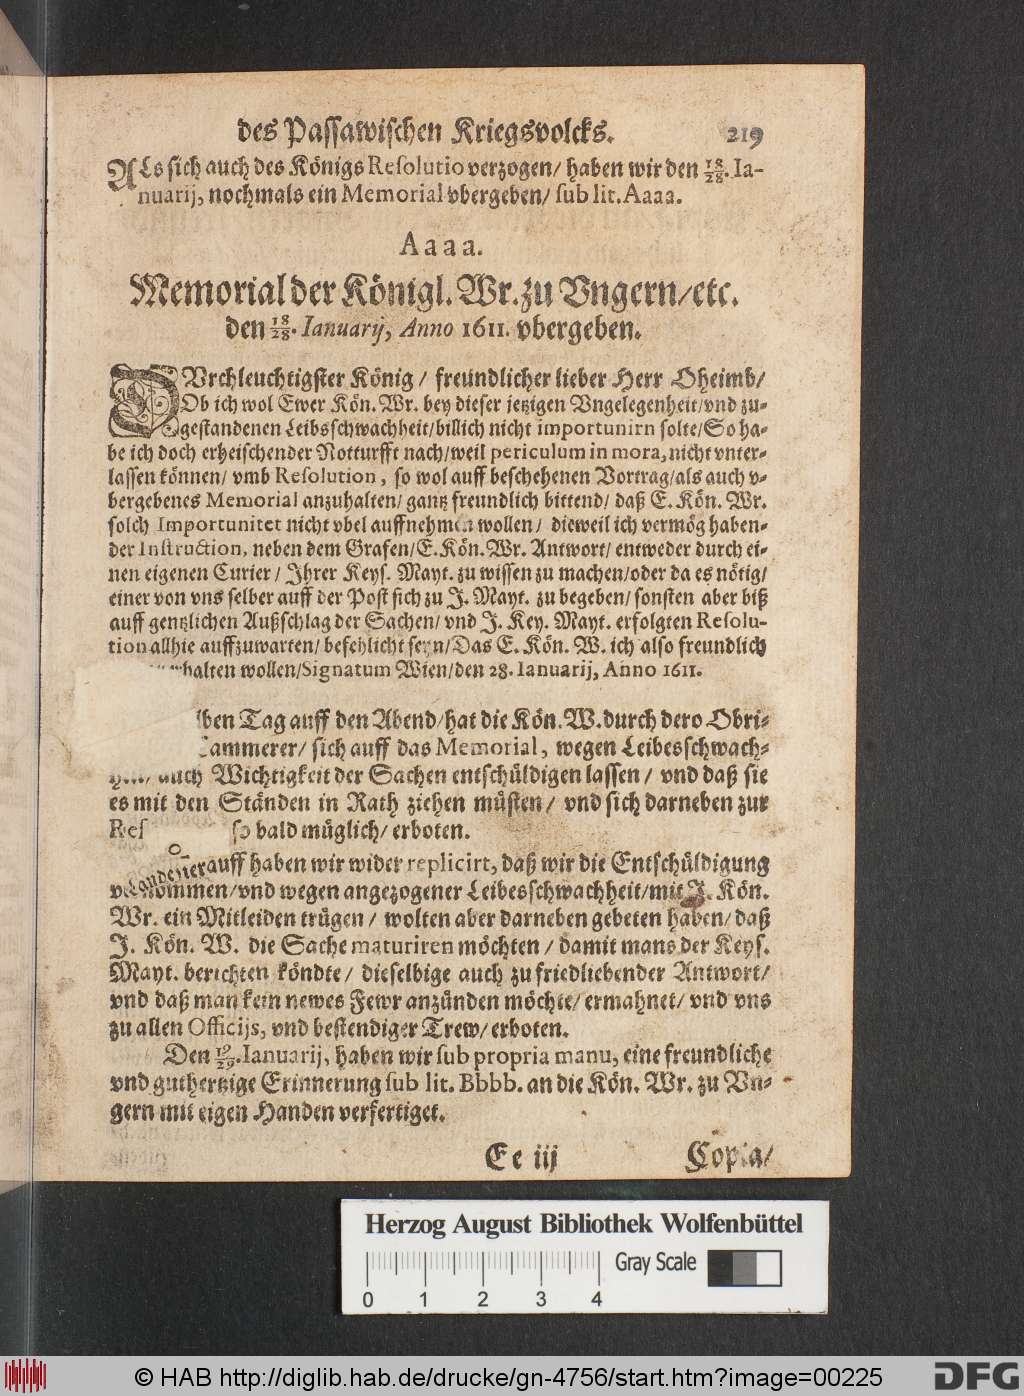 des Passawischen Kriegsvolcks. 219
ALs sich auch des Königs Resolutio verzogen/ haben wir den 18/28. Ia-
nuarij, nochmals ein Memorial vbergeben/ sub lit. Aaaa.
Aaaa.
Memorial der Königl. Wr. zu Vngern/etc.
den 18/28. Ianuarij, Anno 1611. vbergeben.
DVrchleuchtigster König / freundlicher lieber Herr Oheimb/
Ob ich wol Ewer Kön. Wr. bey dieser jetzigen Vngelegenheit/vnd zu-
gestandenen Leibsschwachheit/billich nicht importunirn solte/So ha-
be ich doch erheischender Notturfft nach/weil periculum in mora, nicht vnter-
lassen können/ vmb Resolution, so wol auff beschehenen Vortrag/als auch v-
bergebenes Memorial anzuhalten/ gantz freundlich bittend/ daß E. Kön. Wr.
solch Importunitet nicht vbel auffnehmen wollen/ dieweil ich vermög haben-
der Instruction, neben dem Grafen/E. Kön. Wr. Antwort/ entweder durch ei-
nen eigenen Curier / Ihrer Keys. Mayt. zu wissen zu machen/oder da es nötig/
einer von vns selber auff der Post sich zu J. Mayt. zu begeben/ sonsten aber biß
auff gentzlichen Außschlag der Sachen/ vnd J. Key. Mayt. erfolgten Resolu-
tion allhie auffzuwarten/ befehlicht seyn/Das E. Kön. W. ich also freundlich
halten wollen/Signatum Wien/den 28. Ianuarij, Anno 1611.
lben Tag auff den Abend/hat die Kön. W. durch dero Obri-
Cammerer/ sich auff das Memorial, wegen Leibesschwach-
auch Wichtigkeit der Sachen entschüldigen lassen / vnd daß sie
es mit den Ständen in Rath ziehen müsten/ vnd sich darneben zur
Res so bald müglich/ erboten.
auff haben wir wider replicirt, daß wir die Entschüldigung
ommen/vnd wegen angezogener Leibesschwachheit/mit J. Kön.
Wr. ein Mitleiden trügen / wolten aber darneben gebeten haben/ daß
J. Kön. W. die Sache maturiren möchten / damit mans der Keys.
Mayt. berichten köndte/ dieselbige auch zu friedliebender Antwort/
vnd daß man kein newes Fewr anzünden möchte/ ermahnet/ vnd vns
zu allen Officijs, vnd bestendiger Trew/ erboten.
Den 19/29. Ianuarij, haben wir sub propria manu, eine freundliche
vnd guthertzige Erinnerung sub lit. Bbbb. an die Kön. Wr. zu Vn-
gern mit eigen Handen verfertiget.
Ee iij Copia/
Herzog August Bibliothek Wolfenbüttel
Gray Scale
0 1 2 3 4
© HAB http://diglib.hab.de/drucke/gn-4756/start.htm?image=00225
DFG